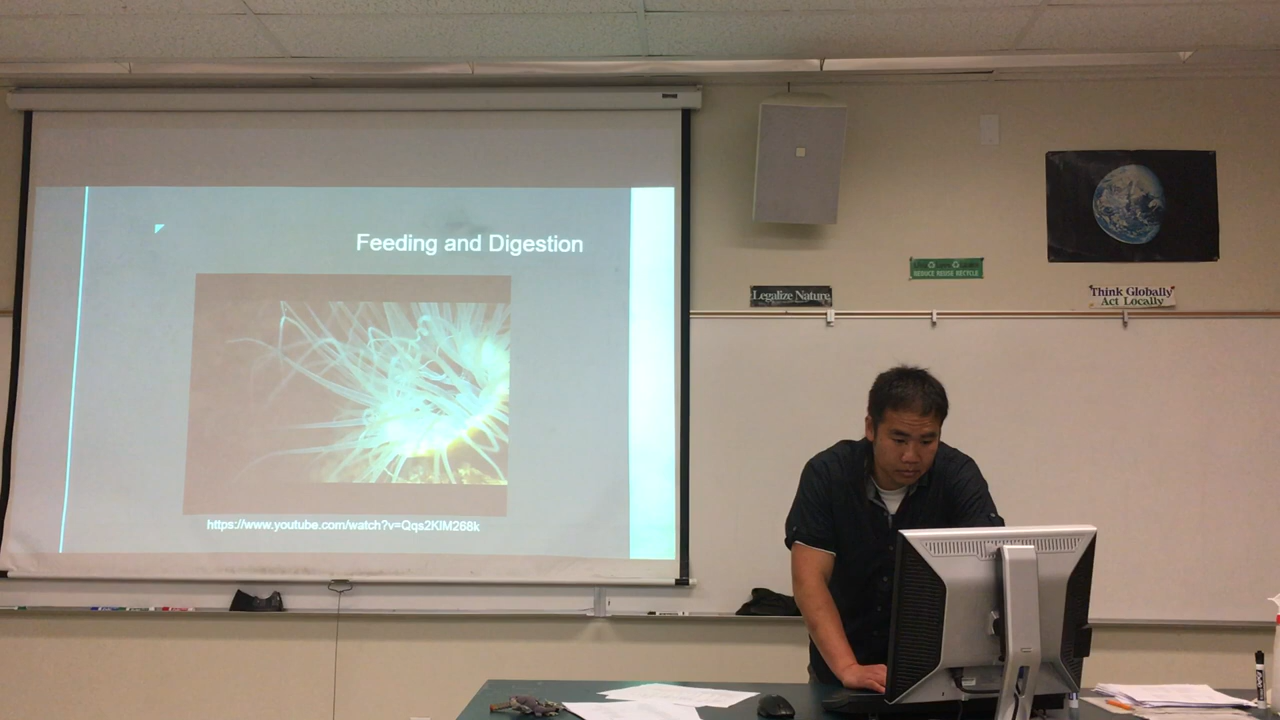 Feeding and Digestion
https://www.youtube.com/watch?v=Qqs2KIM268k
Legalize Nature
REDUCE REUSE RECYCLE
Think Globally
Act Locally